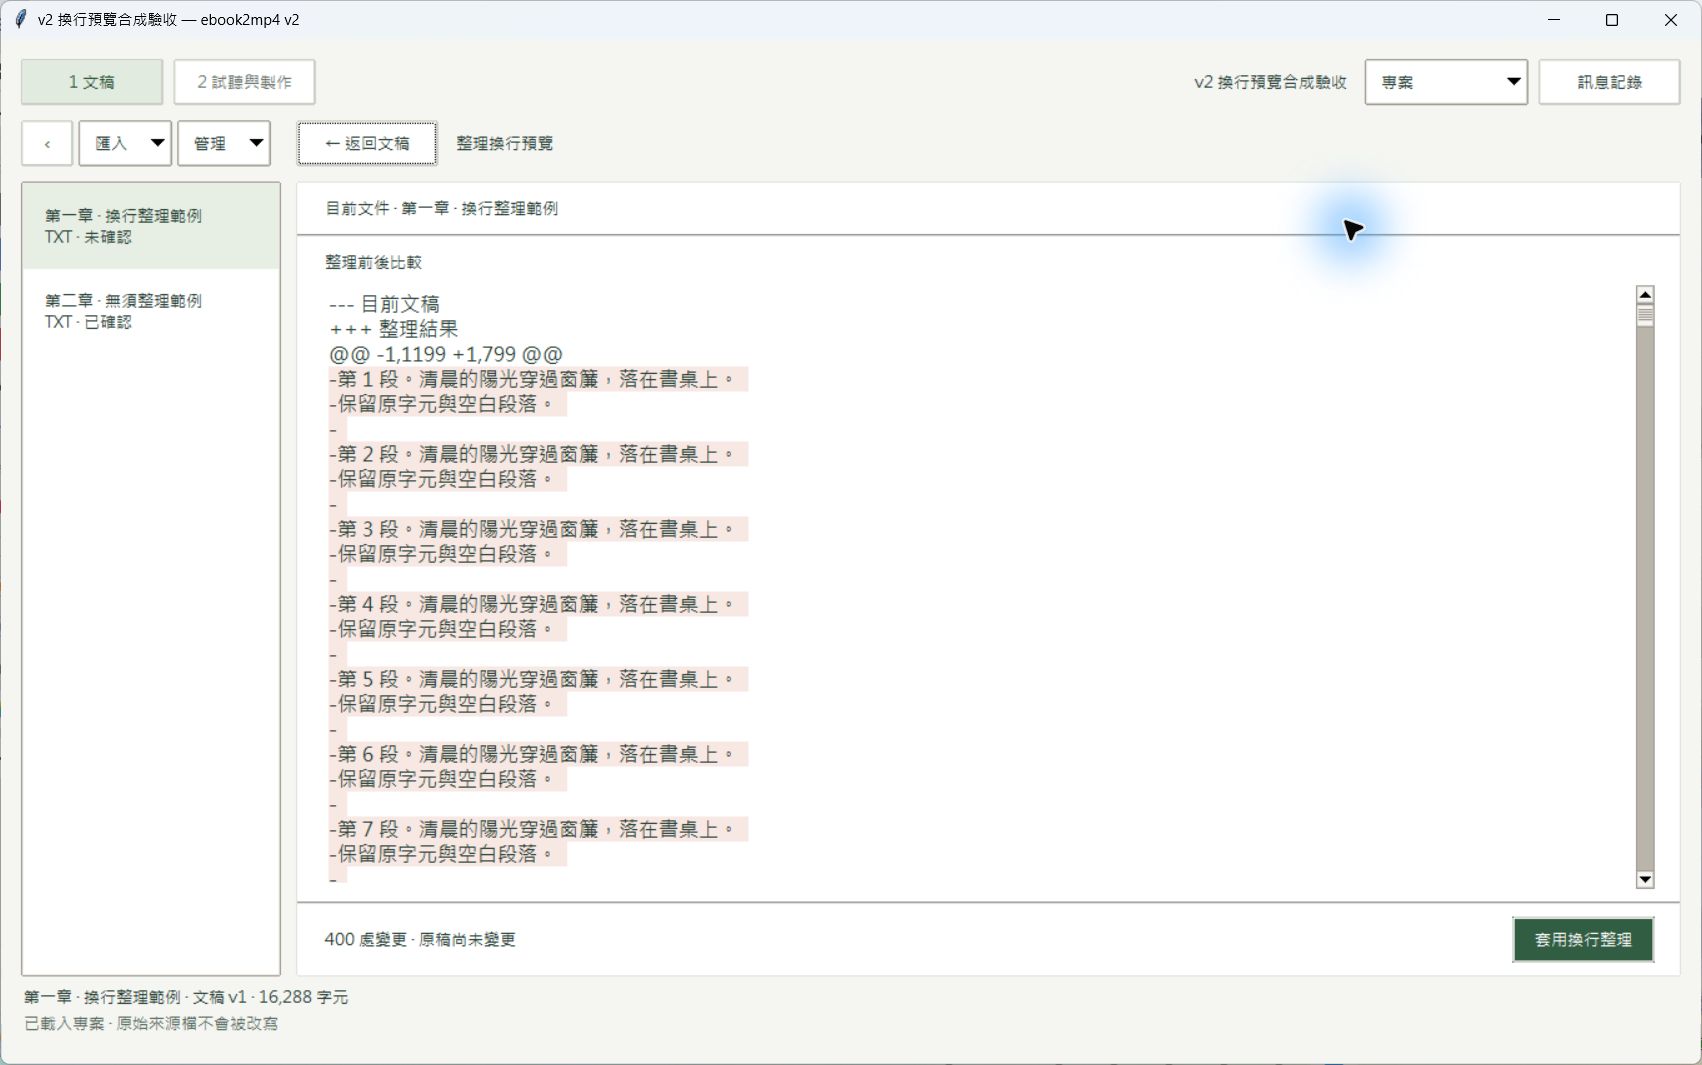 v2 換行預覽合成驗收 — ebook2mp4 v2
1 文稿
2 試聽與製作
v2 換行預覽合成驗收
專案
訊息記錄
‹
匯入
管理
← 返回文稿
整理換行預覽
第一章 · 換行整理範例
TXT · 未確認
第二章 · 無須整理範例
TXT · 已確認
目前文件 · 第一章 · 換行整理範例
整理前後比較
--- 目前文稿
+++ 整理結果
@@ -1,1199 +1,799 @@
-第 1 段。清晨的陽光穿過窗簾，落在書桌上。
-保留原字元與空白段落。
-
-第 2 段。清晨的陽光穿過窗簾，落在書桌上。
-保留原字元與空白段落。
-
-第 3 段。清晨的陽光穿過窗簾，落在書桌上。
-保留原字元與空白段落。
-
-第 4 段。清晨的陽光穿過窗簾，落在書桌上。
-保留原字元與空白段落。
-
-第 5 段。清晨的陽光穿過窗簾，落在書桌上。
-保留原字元與空白段落。
-
-第 6 段。清晨的陽光穿過窗簾，落在書桌上。
-保留原字元與空白段落。
-
-第 7 段。清晨的陽光穿過窗簾，落在書桌上。
-保留原字元與空白段落。
-
400 處變更 · 原稿尚未變更
套用換行整理
第一章 · 換行整理範例 · 文稿 v1 · 16,288 字元
已載入專案 · 原始來源檔不會被改寫